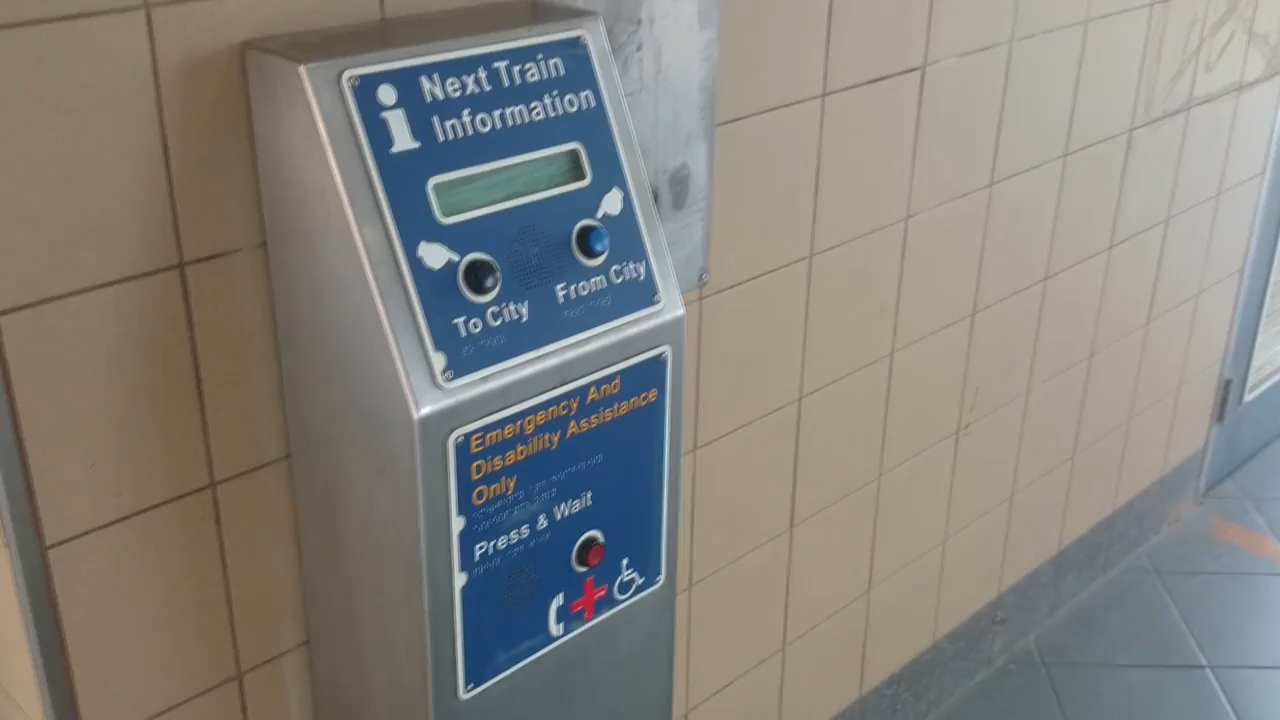 i Next Train
Information
To City
From City
Emergency And
Disability Assistance
Only
Press & Wait